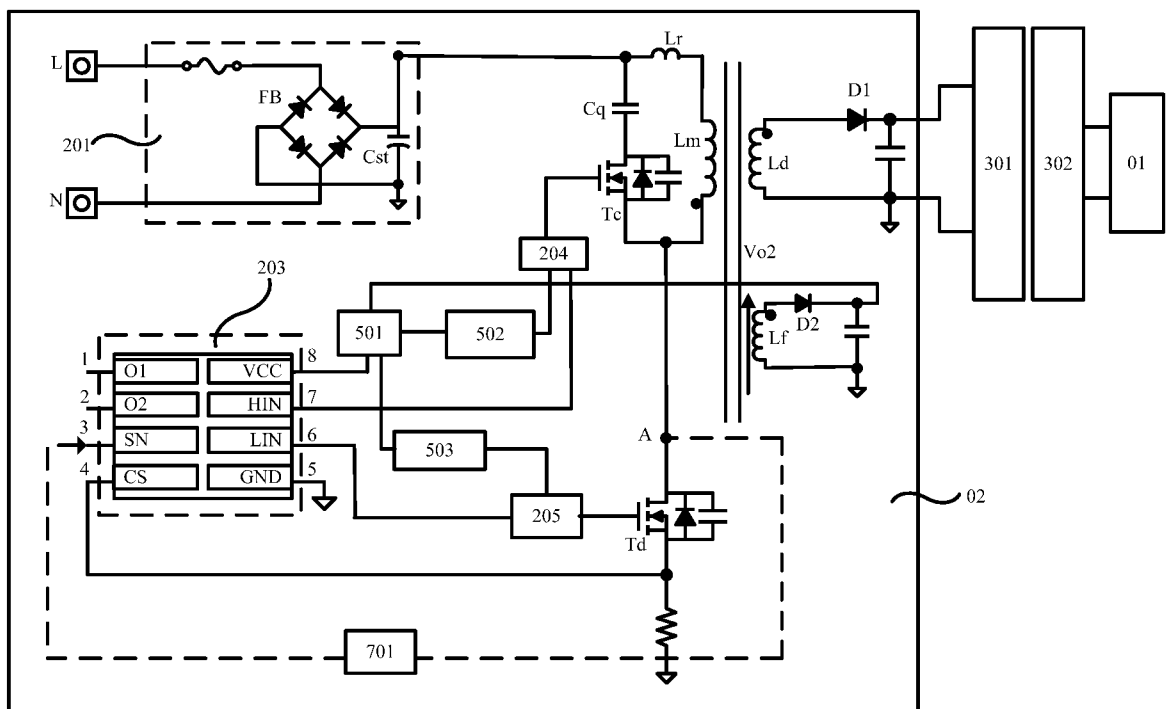 L
Lr
FB
D1
Cq
201
Cst
Lm
Ld
301
302
01
N
Tc
204
Vo2
203
D2
501
502
Lf
1
O1
VCC
8
2
O2
HIN
7
3
SN
LIN
6
503
A
4
CS
GND
5
205
02
Td
701